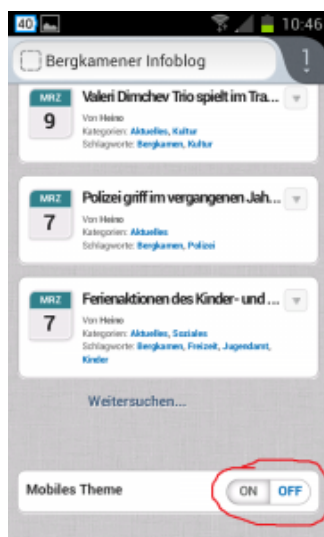 40
10:46
Bergkamener Infoblog
1
MRZ
9
Valeri Dimchev Trio spielt im Tra...
Von Heino
Kategorien: Aktuelles, Kultur
Schlagworte: Bergkamen, Kultur
MRZ
7
Polizei griff im vergangenen Jah...
Von Heino
Kategorien: Aktuelles
Schlagworte: Bergkamen, Polizei
MRZ
7
Ferienaktionen des Kinder- und ...
Von Heino
Kategorien: Aktuelles, Soziales
Schlagworte: Bergkamen, Freizeit, Jugendamt,
Kinder
Weitersuchen...
Mobiles Theme
ON OFF